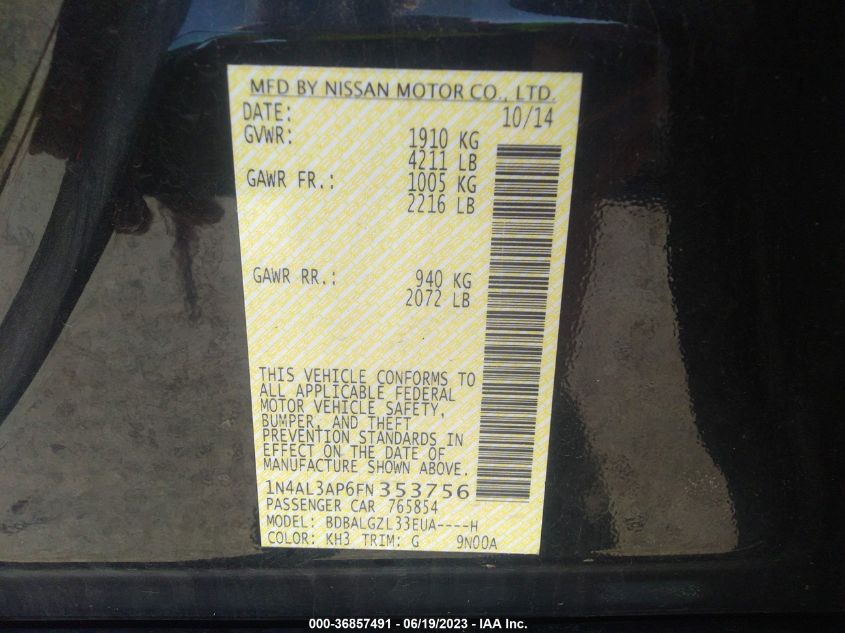 MFD BY NISSAN MOTOR CO., LTD.
DATE: 10/14
GVWR: 1910 KG
4211 LB
GAWR FR.: 1005 KG
2216 LB
GAWR RR.: 940 KG
2072 LB
THIS VEHICLE CONFORMS TO
ALL APPLICABLE FEDERAL
MOTOR VEHICLE SAFETY,
BUMPER, AND THEFT
PREVENTION STANDARDS IN
EFFECT ON THE DATE OF
MANUFACTURE SHOWN ABOVE.
1N4AL3AP6FN353756
PASSENGER CAR 765854
MODEL: BDBALGZL33EUA----H
COLOR: KH3 TRIM: G 9N00A
000-36857491 - 06/19/2023 - IAA Inc.